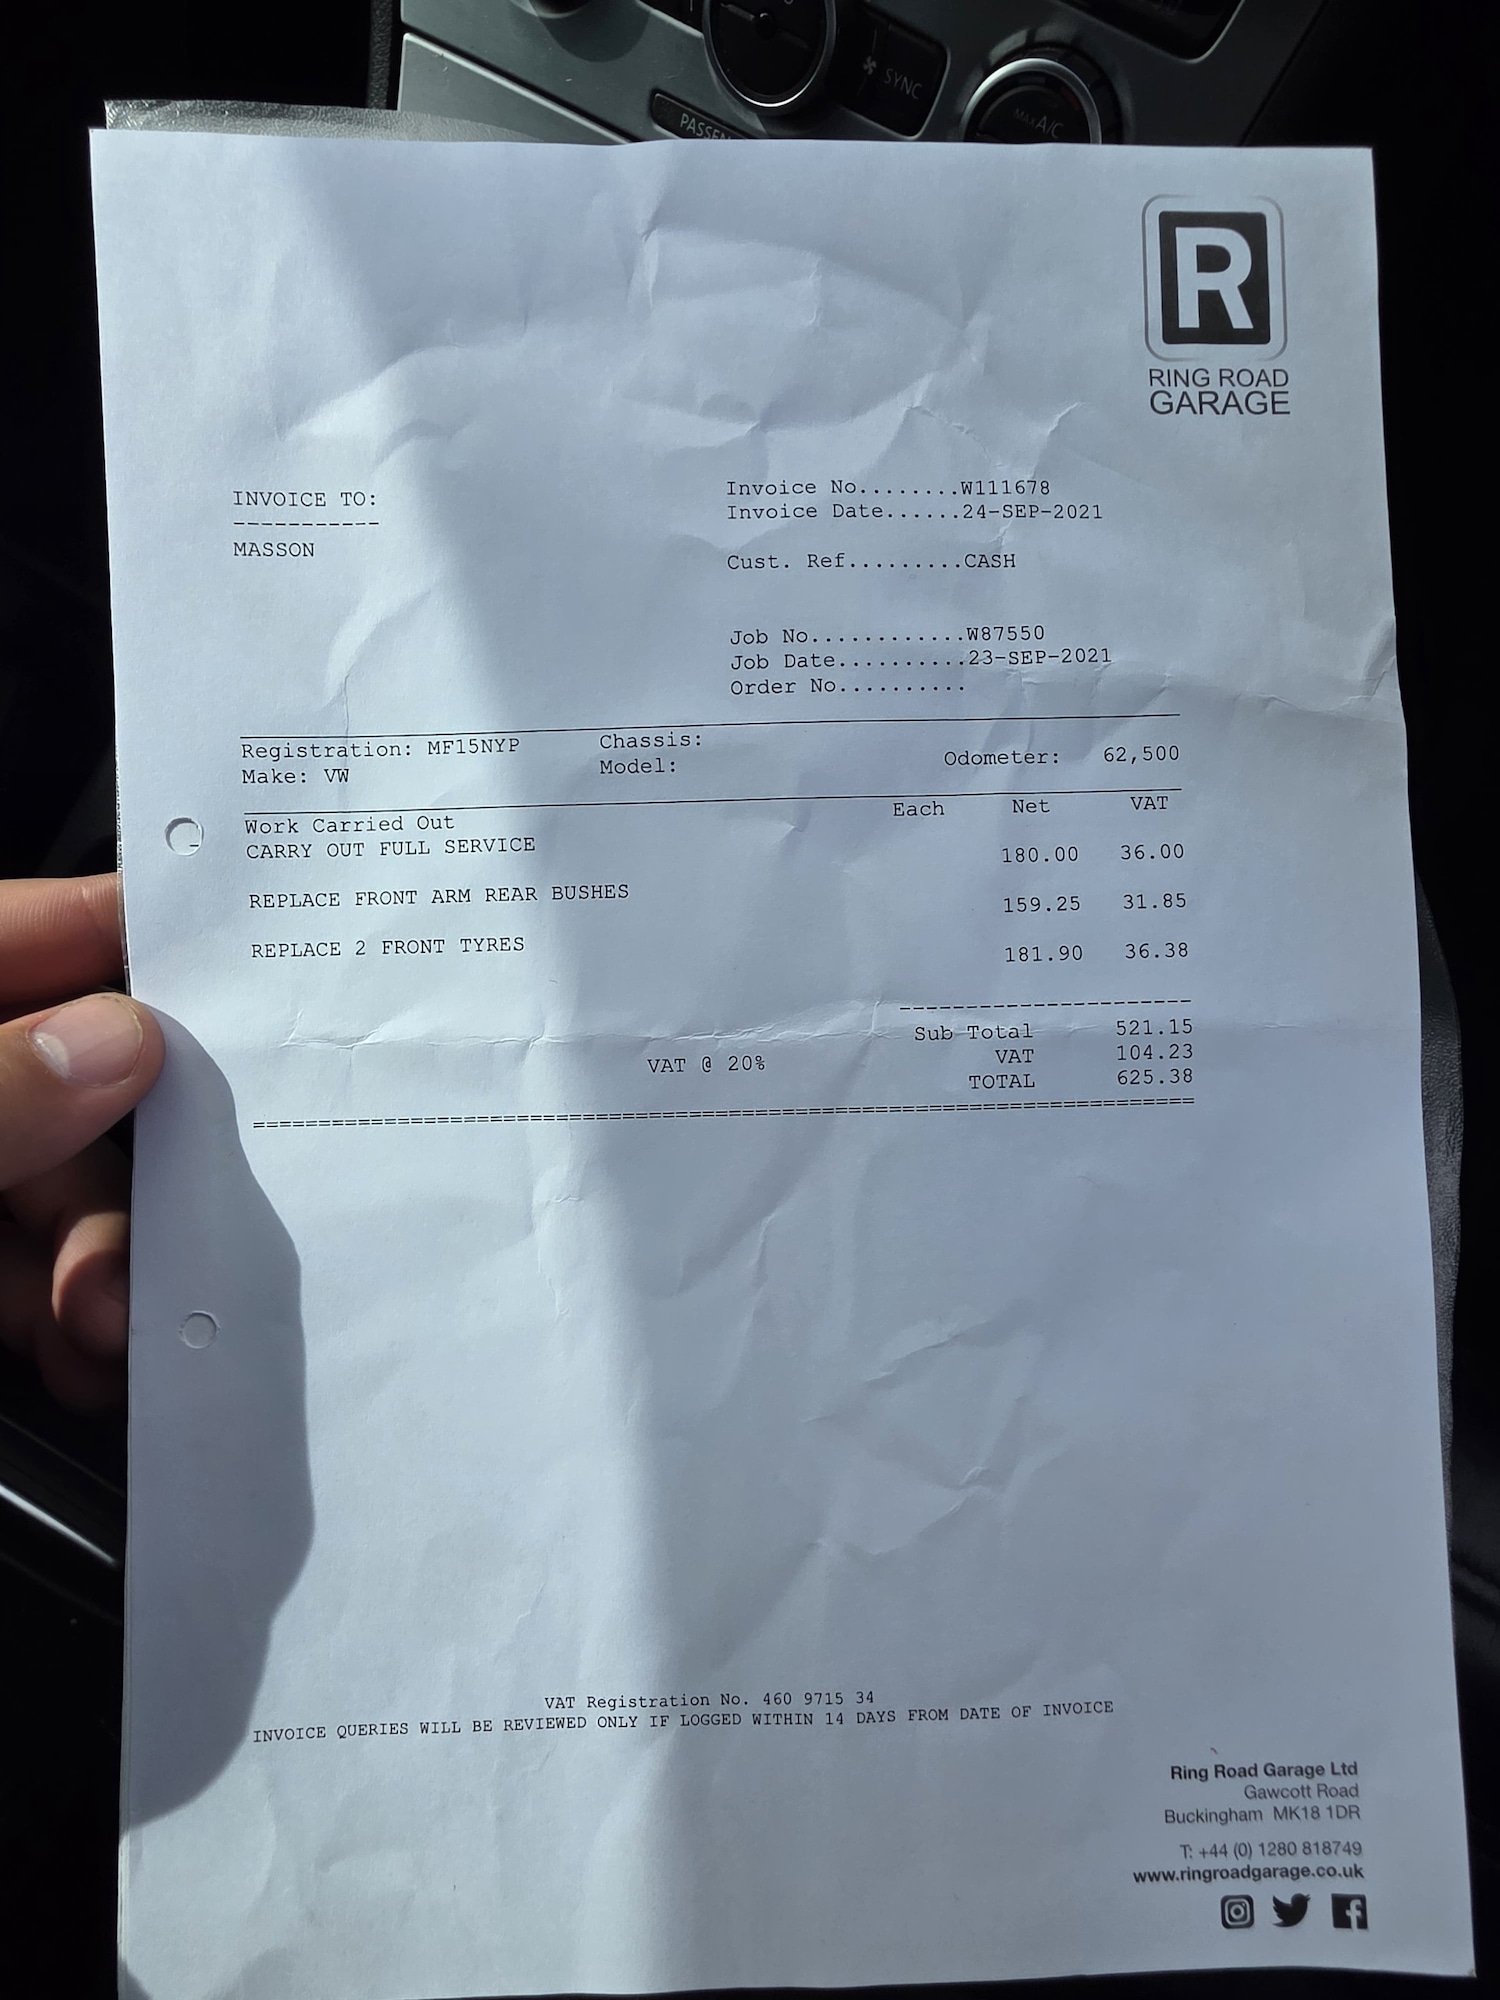 SYNC
MAX A/C
PASSEN
R
RING ROAD
GARAGE
INVOICE TO:
-----------
MASSON
Invoice No........W111678
Invoice Date......24-SEP-2021
Cust. Ref.........CASH
Job No............W87550
Job Date..........23-SEP-2021
Order No..........
Registration: MF15NYP Chassis:
Make: VW Model: Odometer: 62,500
Work Carried Out Each Net VAT
CARRY OUT FULL SERVICE 180.00 36.00
REPLACE FRONT ARM REAR BUSHES 159.25 31.85
REPLACE 2 FRONT TYRES 181.90 36.38
Sub Total 521.15
VAT @ 20% VAT 104.23
TOTAL 625.38
VAT Registration No. 460 9715 34
INVOICE QUERIES WILL BE REVIEWED ONLY IF LOGGED WITHIN 14 DAYS FROM DATE OF INVOICE
Ring Road Garage Ltd
Gawcott Road
Buckingham MK18 1DR
T: +44 (0) 1280 818749
www.ringroadgarage.co.uk